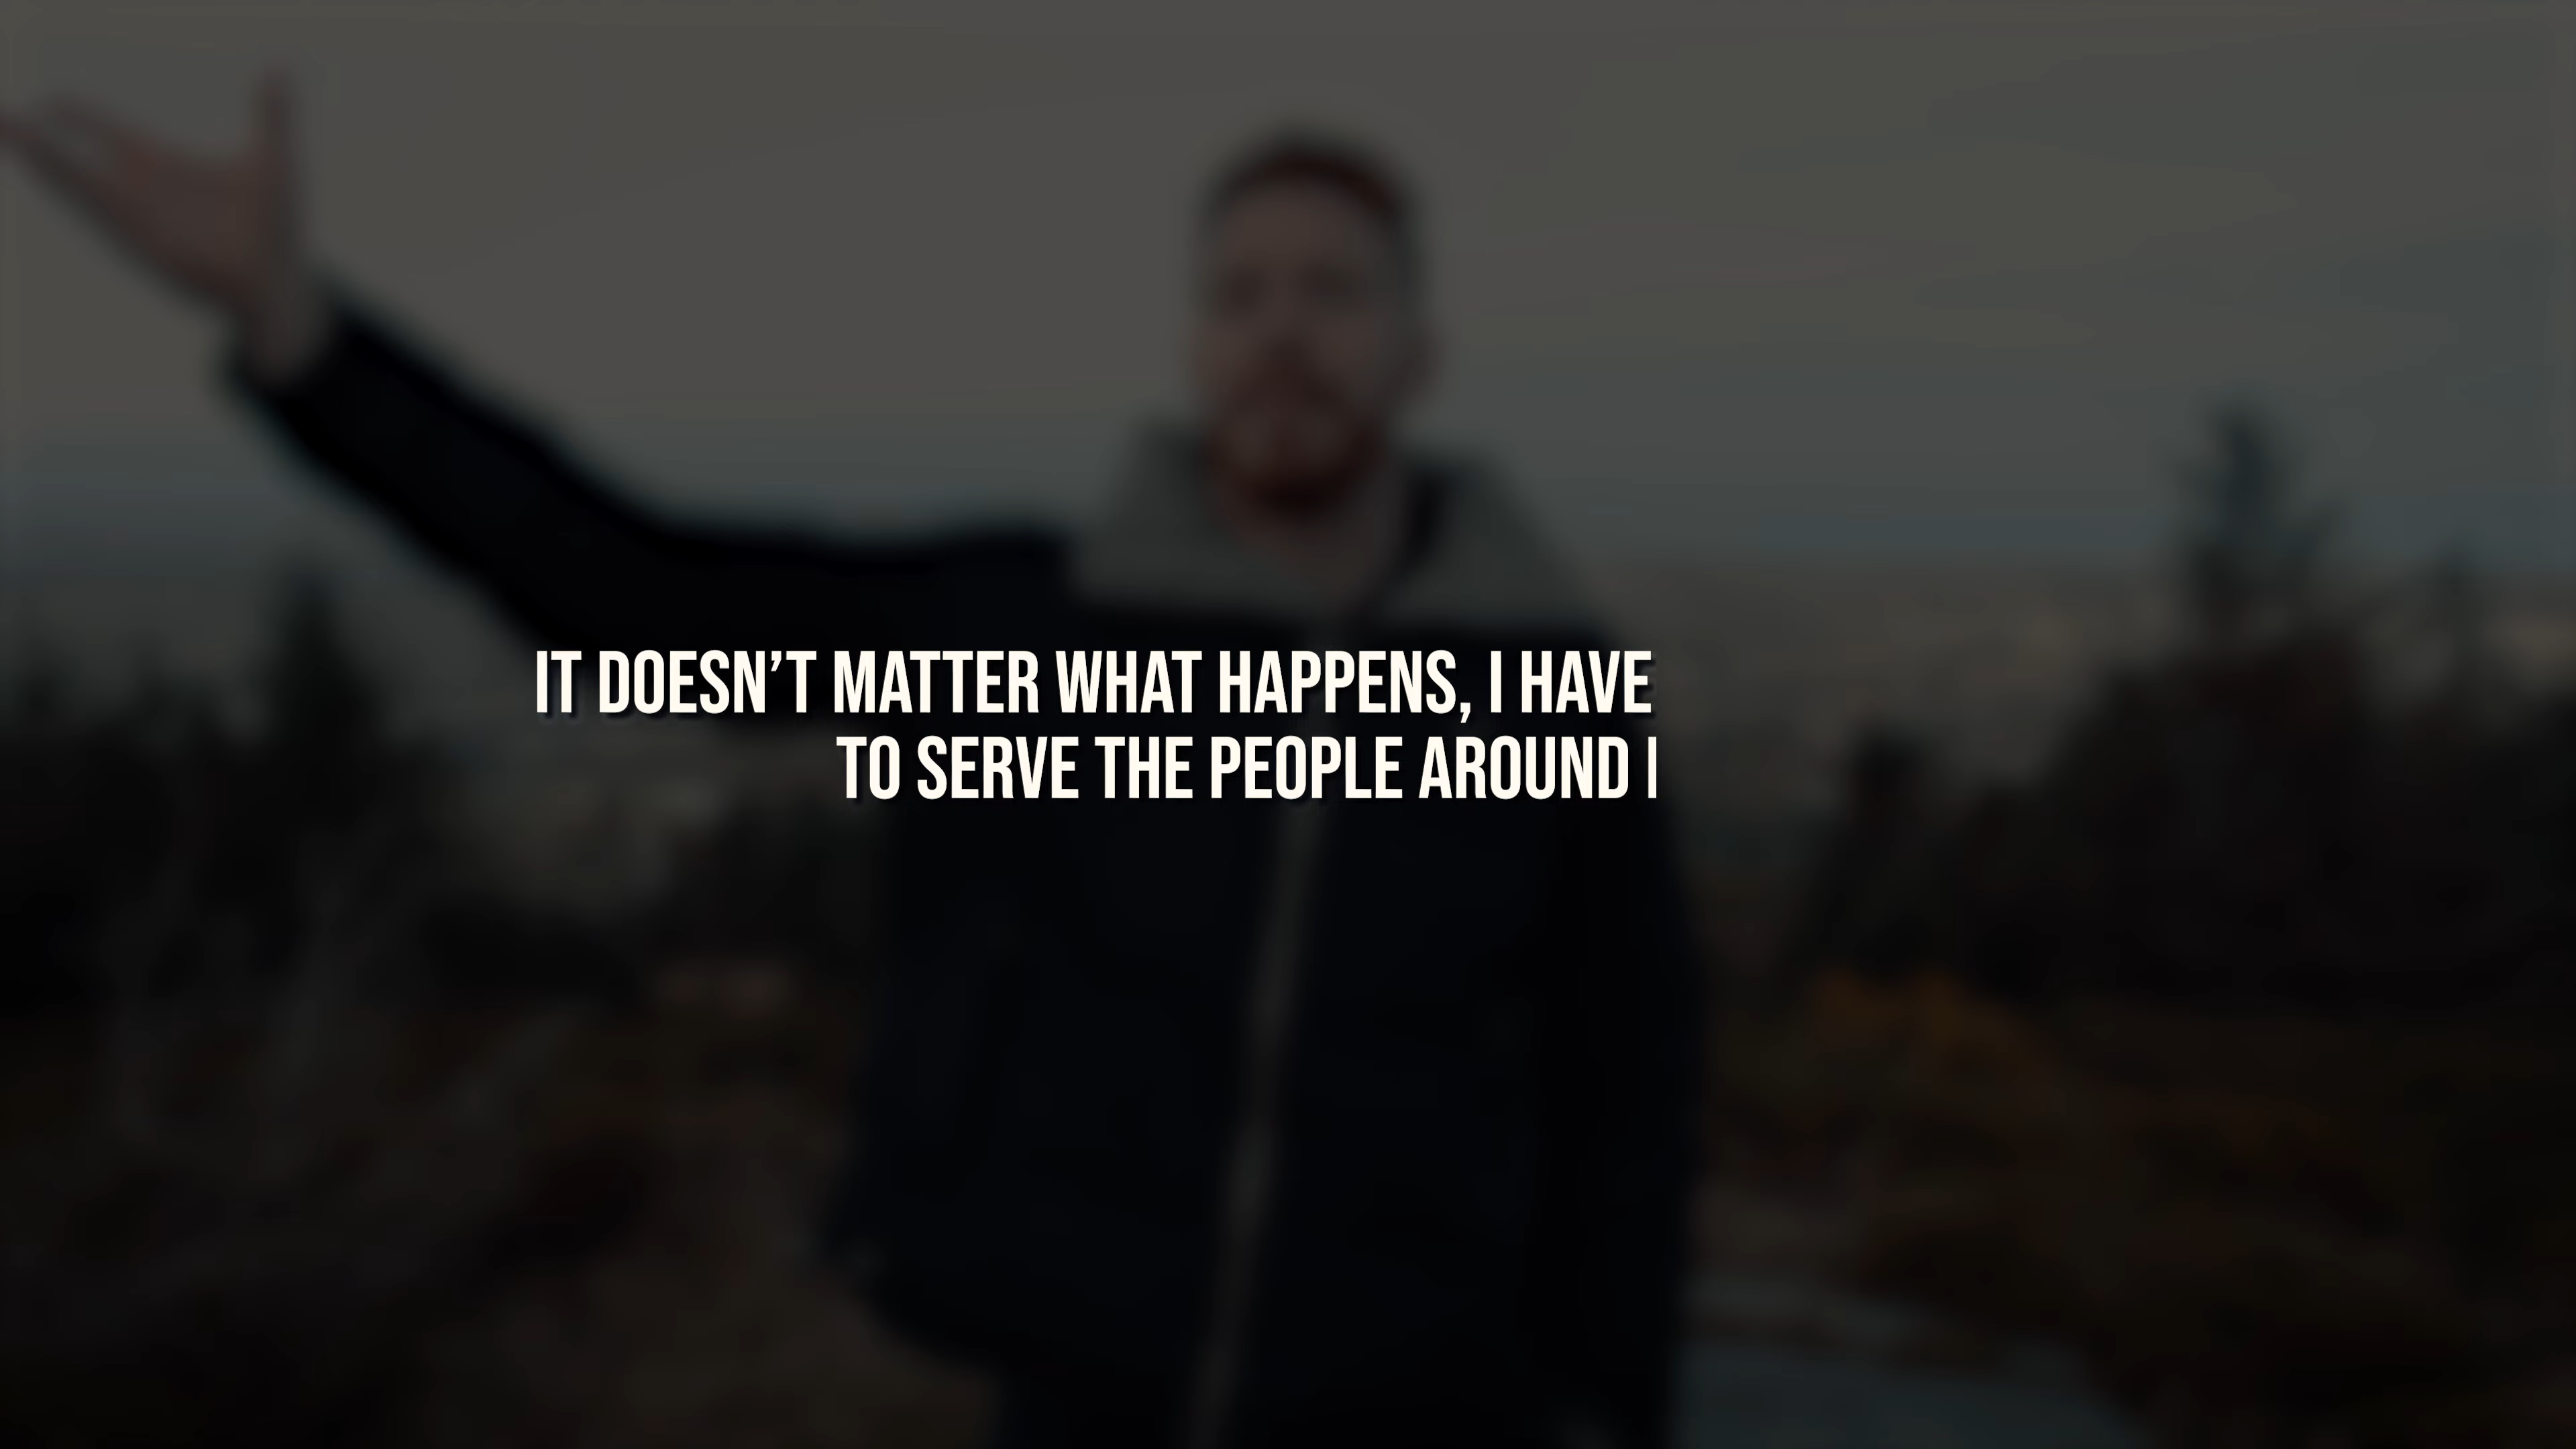 IT DOESN’T MATTER WHAT HAPPENS, I HAVE
TO SERVE THE PEOPLE AROUND I